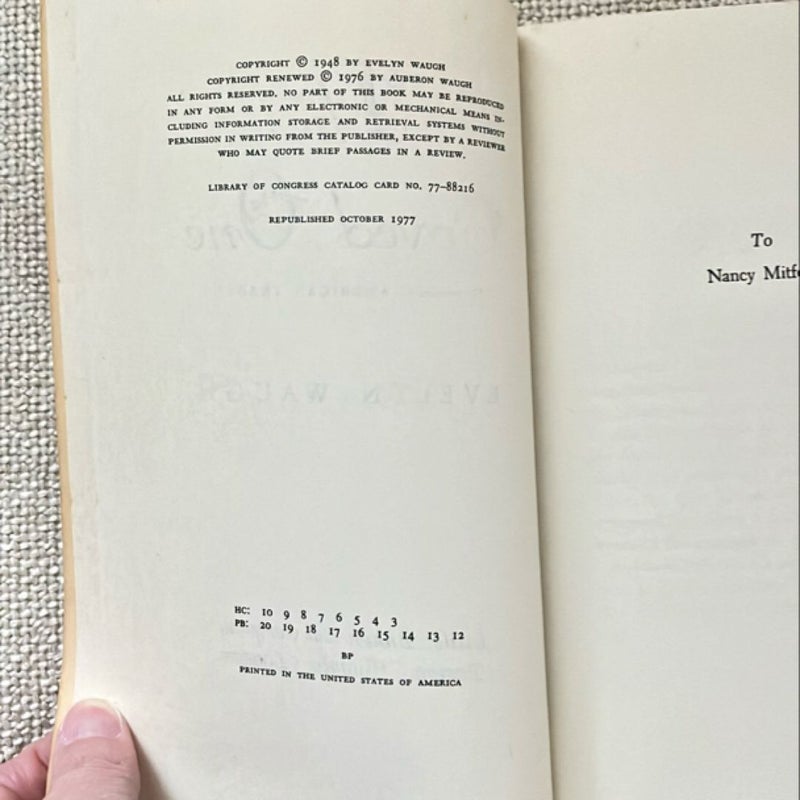 COPYRIGHT © 1948 BY EVELYN WAUGH
COPYRIGHT RENEWED © 1976 BY AUBERON WAUGH
ALL RIGHTS RESERVED. NO PART OF THIS BOOK MAY BE REPRODUCED
IN ANY FORM OR BY ANY ELECTRONIC OR MECHANICAL MEANS IN-
CLUDING INFORMATION STORAGE AND RETRIEVAL SYSTEMS WITHOUT
PERMISSION IN WRITING FROM THE PUBLISHER, EXCEPT BY A REVIEWER
WHO MAY QUOTE BRIEF PASSAGES IN A REVIEW.
LIBRARY OF CONGRESS CATALOG CARD NO. 77–88216
REPUBLISHED OCTOBER 1977
HC: 10 9 8 7 6 5 4 3
PB: 20 19 18 17 16 15 14 13 12
BP
PRINTED IN THE UNITED STATES OF AMERICA
To
Nancy Mitf